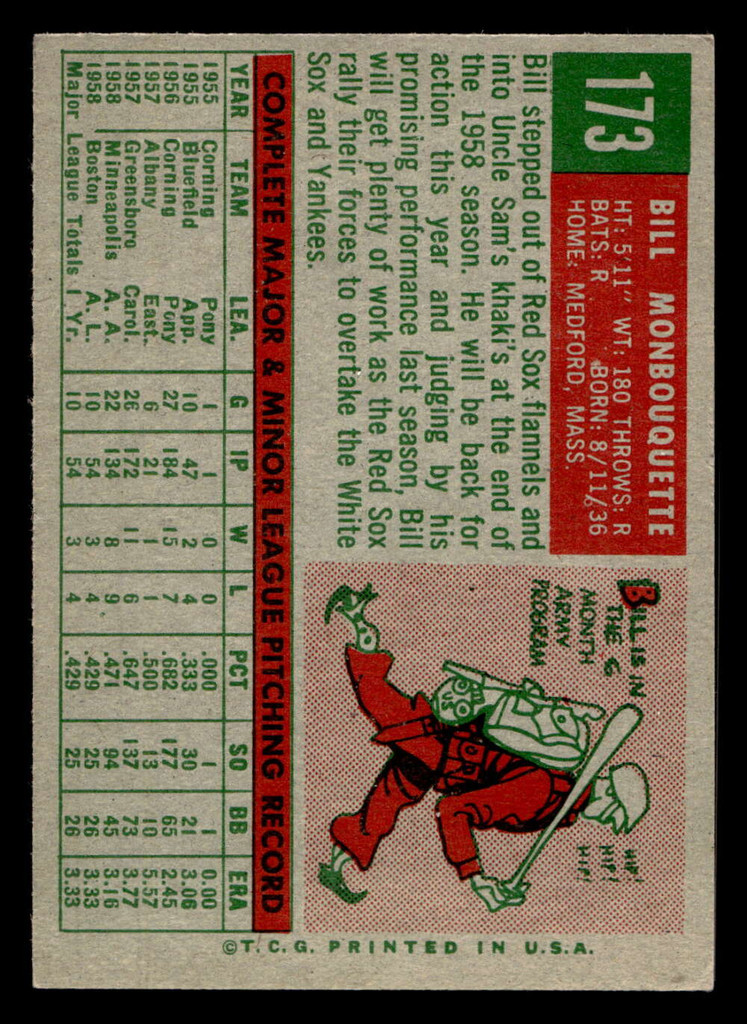 173
BILL MONBOUQUETTE
HT: 5'11" WT: 180 THROWS: R
BATS: R BORN: 8/11/36
HOME: MEDFORD, MASS.
Bill stepped out of Red Sox flannels and
into Uncle Sam's khaki's at the end of
the 1958 season. He will be back for
action this year and judging by his
promising performance last season, Bill
will get plenty of work as the Red Sox
rally their forces to overtake the White
Sox and Yankees.
BILL IS IN
THE 6
MONTH
ARMY
PROGRAM
HIP!
HIP!
HIP!
US
COMPLETE MAJOR & MINOR LEAGUE PITCHING RECORD
YEAR TEAM LEA. G IP W L PCT SO BB ERA
1955 Corning Pony 1 1 0 0 .000 1 1 0.00
1955 Bluefield App. 10 47 2 4 .333 30 21 3.06
1956 Corning Pony 27 184 15 7 .682 177 65 2.45
1957 Albany East. 6 21 1 1 .500 13 10 5.57
1957 Greensboro Carol. 26 172 11 6 .647 137 73 3.77
1958 Minneapolis A. A. 22 134 8 9 .471 94 45 3.16
1958 Boston A. L. 10 54 3 4 .429 25 26 3.33
Major League Totals 1 Yr. 10 54 3 4 .429 25 26 3.33
©T.C.G. PRINTED IN U.S.A.